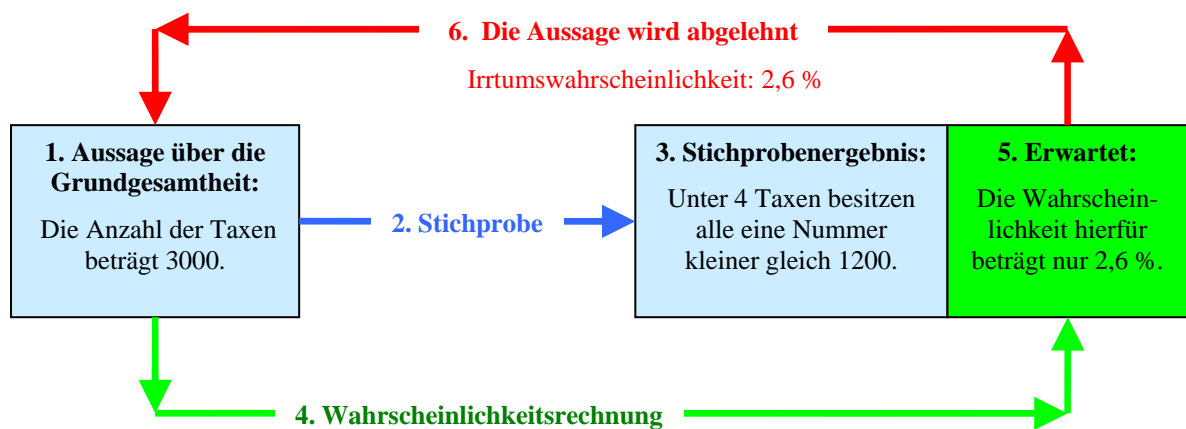 6. Die Aussage wird abgelehnt
Irrtumswahrscheinlichkeit: 2,6 %
1. Aussage über die
Grundgesamtheit:
Die Anzahl der Taxen
beträgt 3000.
2. Stichprobe
3. Stichprobenergebnis:
Unter 4 Taxen besitzen
alle eine Nummer
kleiner gleich 1200.
5. Erwartet:
Die Wahrschein-
lichkeit hierfür
beträgt nur 2,6 %.
4. Wahrscheinlichkeitsrechnung